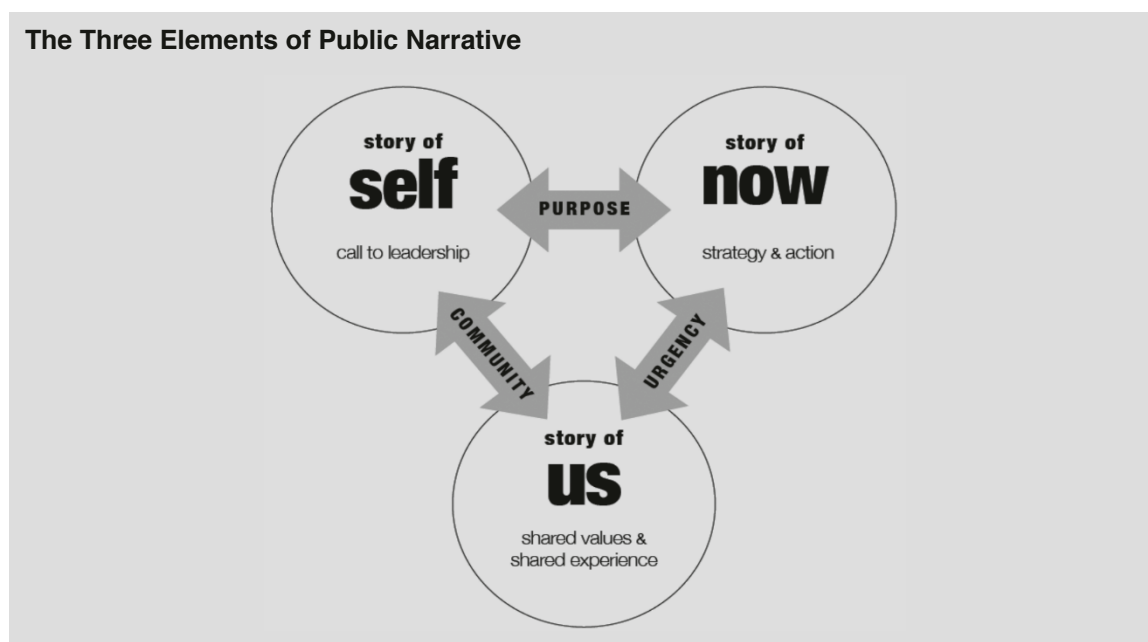 The Three Elements of Public Narrative
story of
self
call to leadership
PURPOSE
story of
now
strategy & action
COMMUNITY
URGENCY
story of
us
shared values &
shared experience